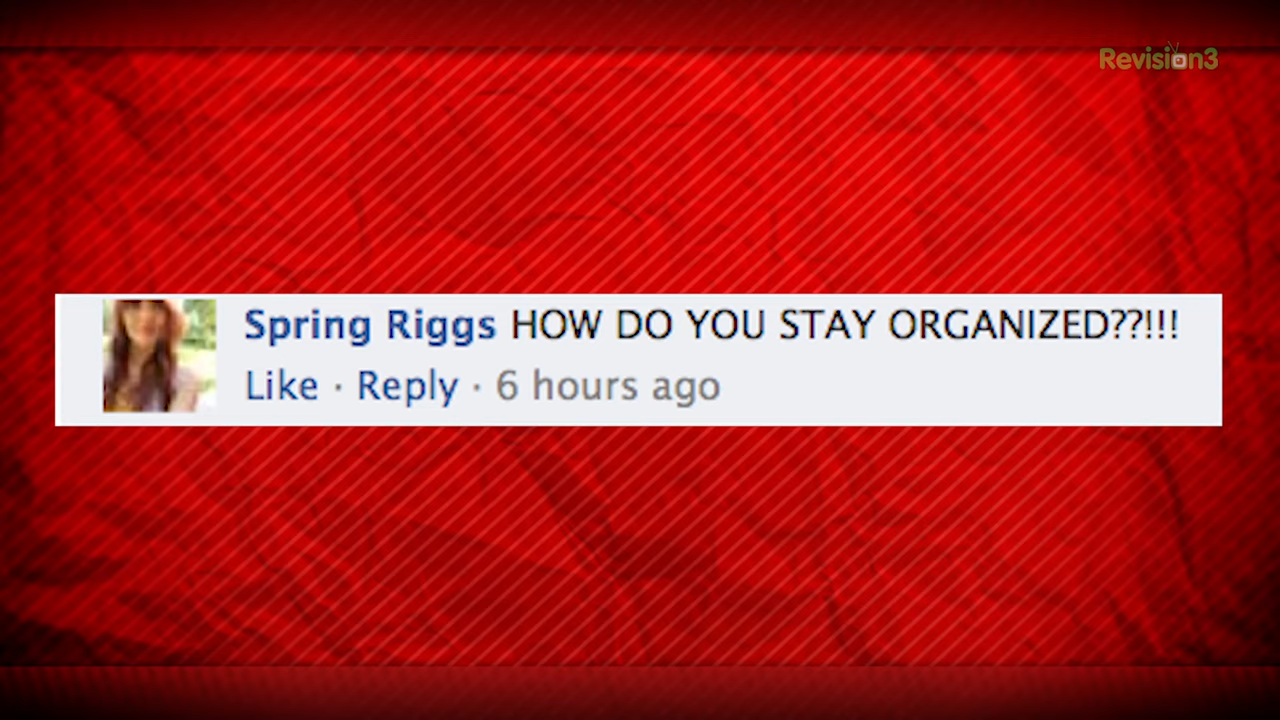 Revision3
Spring Riggs HOW DO YOU STAY ORGANIZED??!!!
Like · Reply · 6 hours ago